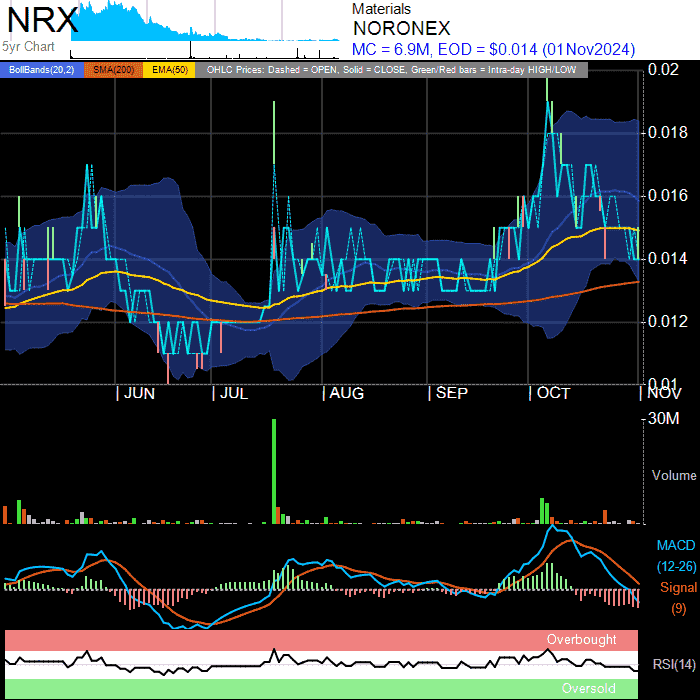 NRX
5yr Chart
Materials
NORONEX
MC = 6.9M, EOD = $0.014 (01Nov2024)
BollBands(20,2) SMA(200) EMA(50) OHLC Prices: Dashed = OPEN, Solid = CLOSE, Green/Red bars = Intra-day HIGH/LOW
0.02
0.018
0.016
0.014
0.012
0.01
JUN JUL AUG SEP OCT NOV
30M
Volume
MACD
(12-26)
Signal
(9)
Overbought
RSI(14)
Oversold